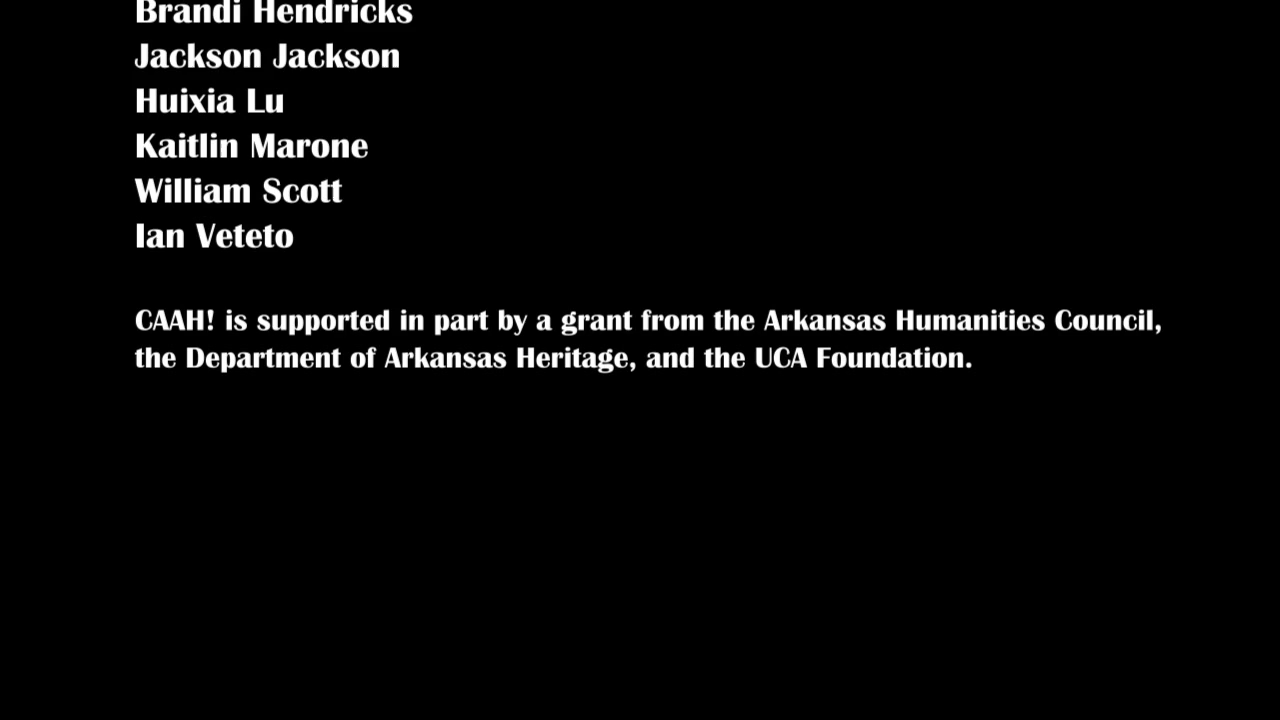 Brandi Hendricks
Jackson Jackson
Huixia Lu
Kaitlin Marone
William Scott
Ian Veteto
CAAH! is supported in part by a grant from the Arkansas Humanities Council,
the Department of Arkansas Heritage, and the UCA Foundation.